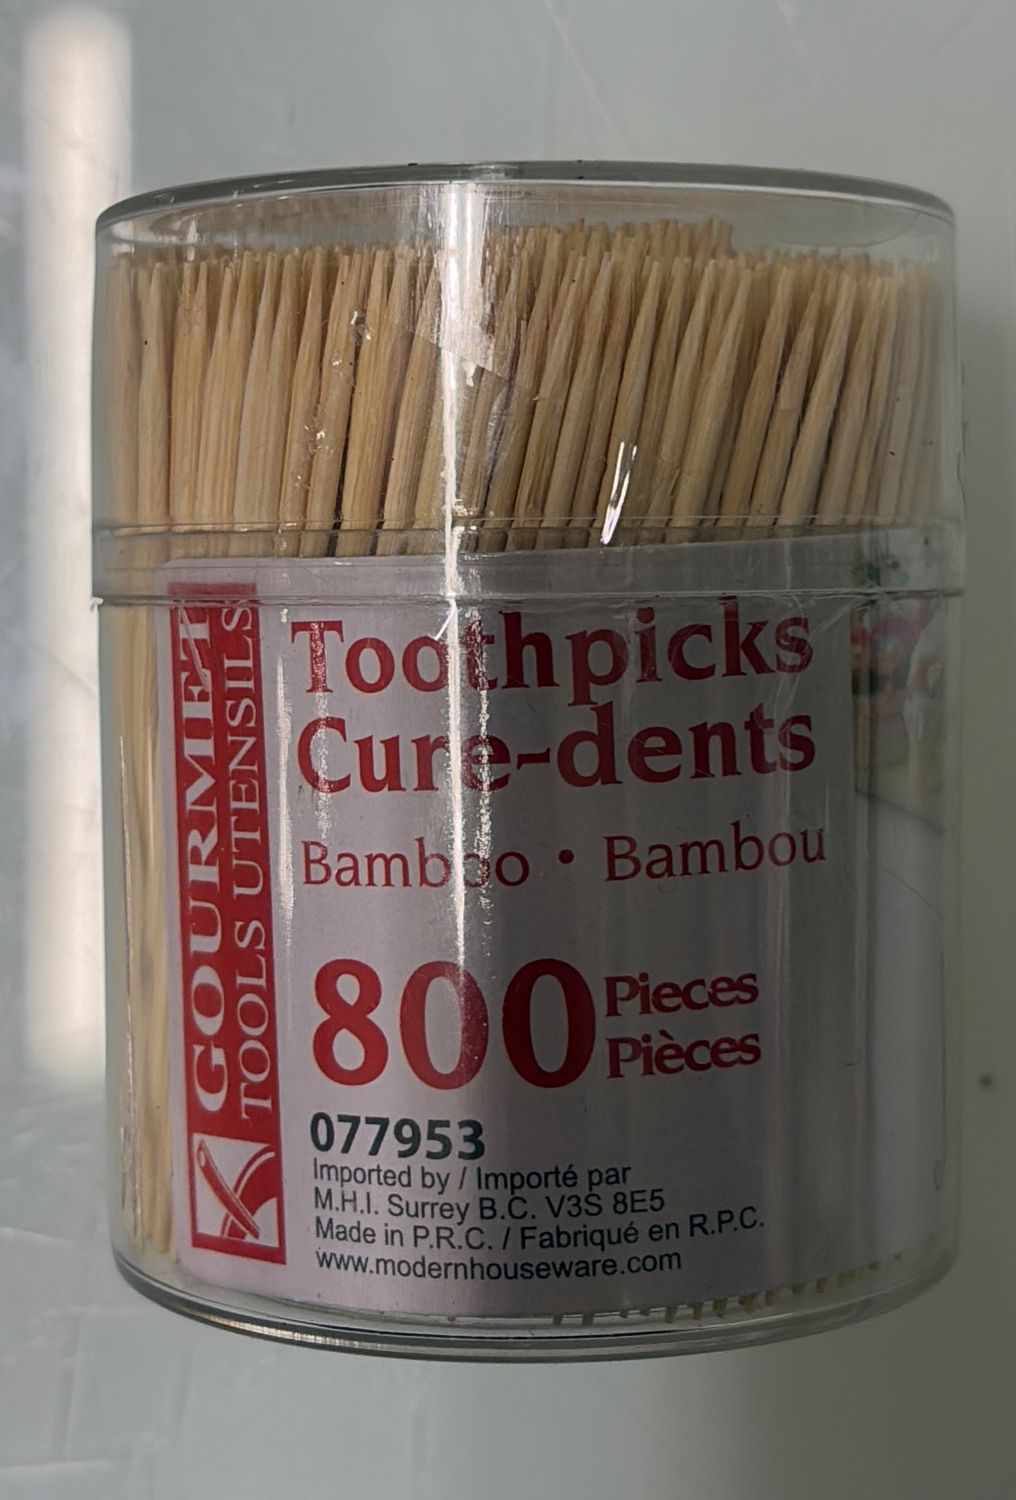 GOURMET
TOOLS UTENSILS
Toothpicks
Cure-dents
Bamboo • Bambou
800 Pieces
Pièces
077953
Imported by / Importé par
M.H.I. Surrey B.C. V3S 8E5
Made in P.R.C. / Fabriqué en R.P.C.
www.modernhouseware.com